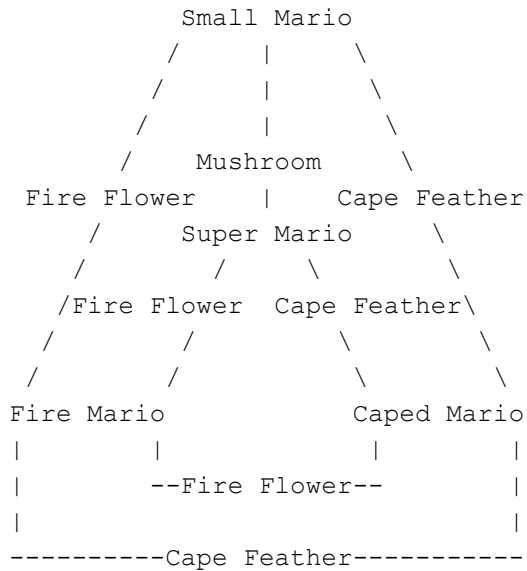 Small Mario
Mushroom
Fire Flower Cape Feather
Super Mario
Fire Flower Cape Feather
Fire Mario Caped Mario
--Fire Flower--
----------Cape Feather-----------